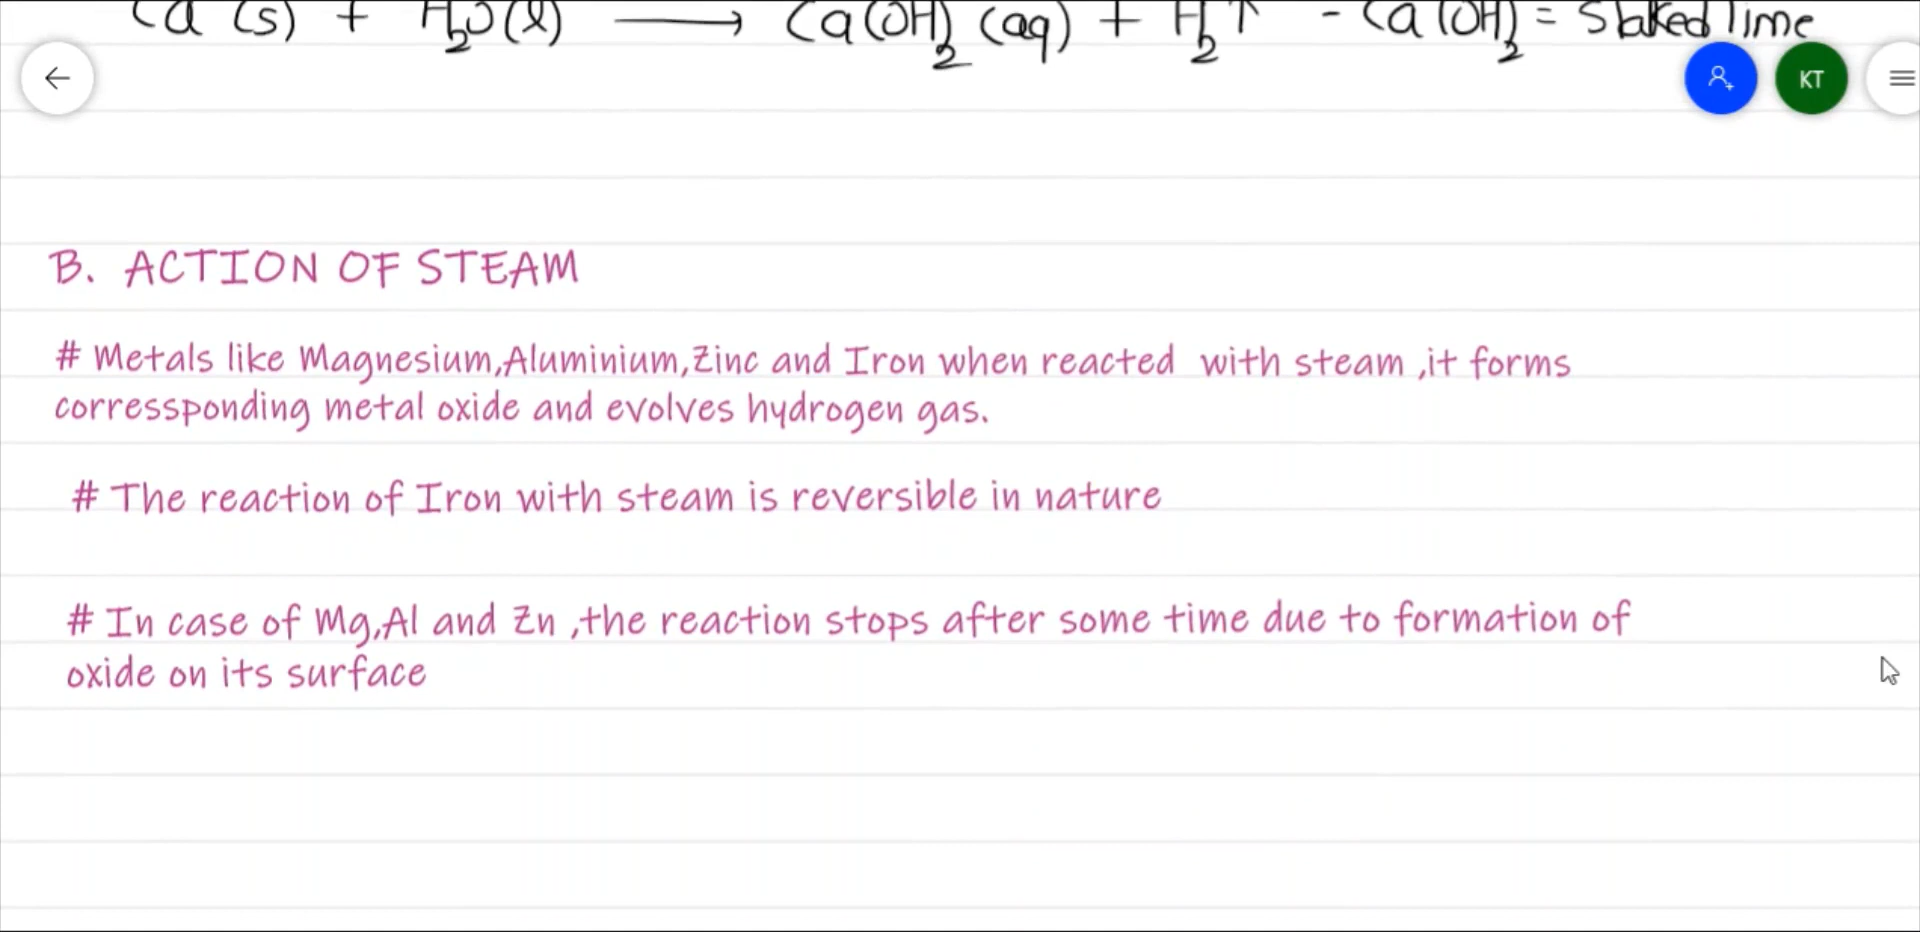 Ca (s) + H₂O(l) ⟶ Ca(OH)₂ (aq) + H₂↑ - Ca(OH)₂ = Slaked lime
KT
B. ACTION OF STEAM
# Metals like Magnesium,Aluminium,Zinc and Iron when reacted with steam ,it forms
corressponding metal oxide and evolves hydrogen gas.
# The reaction of Iron with steam is reversible in nature
# In case of Mg,Al and Zn ,the reaction stops after some time due to formation of
oxide on its surface